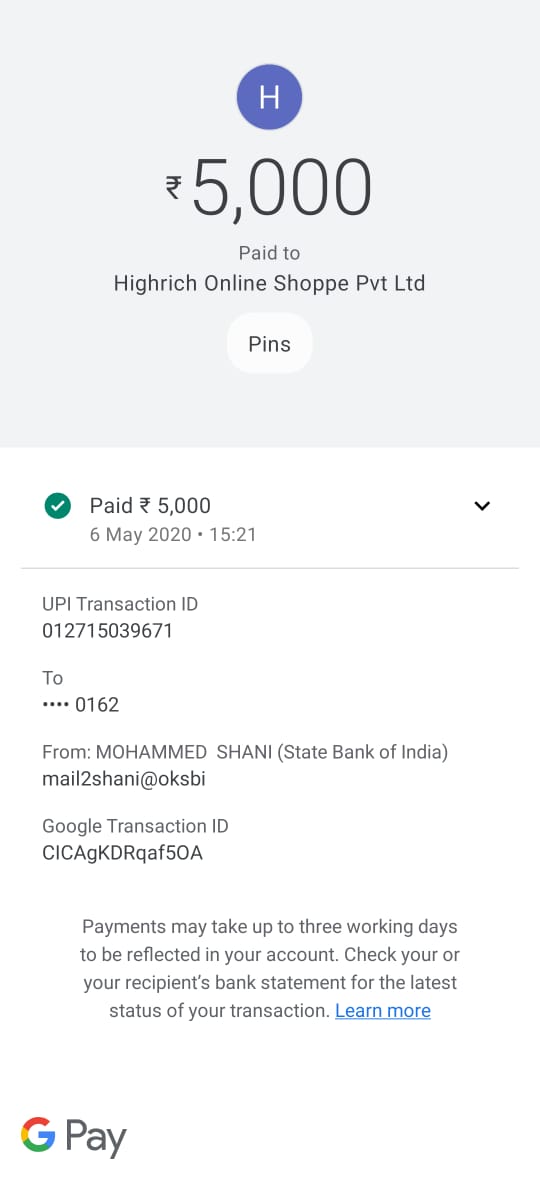 H
₹5,000
Paid to
Highrich Online Shoppe Pvt Ltd
Pins
Paid ₹ 5,000
6 May 2020 • 15:21
UPI Transaction ID
012715039671
To
•••• 0162
From: MOHAMMED  SHANI (State Bank of India)
mail2shani@oksbi
Google Transaction ID
CICAgKDRqaf5OA
Payments may take up to three working days
to be reflected in your account. Check your or
your recipient’s bank statement for the latest
status of your transaction. Learn more
G Pay